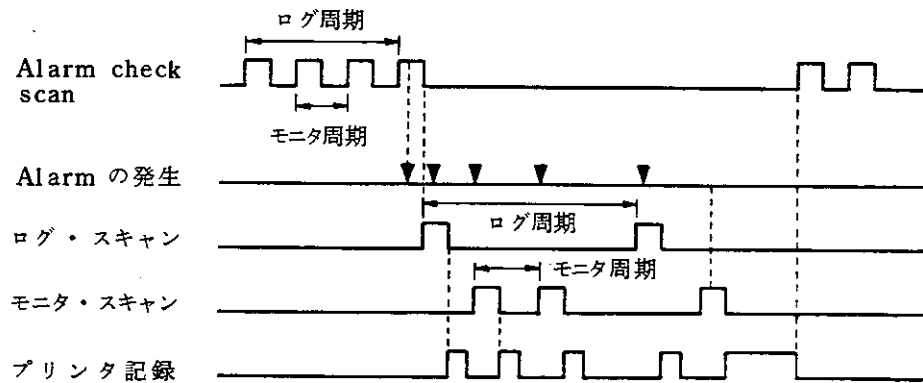 ログ周期
Alarm check
scan
モニタ周期
Alarm の発生
ログ周期
ログ・スキャン
モニタ周期
モニタ・スキャン
プリンタ記録